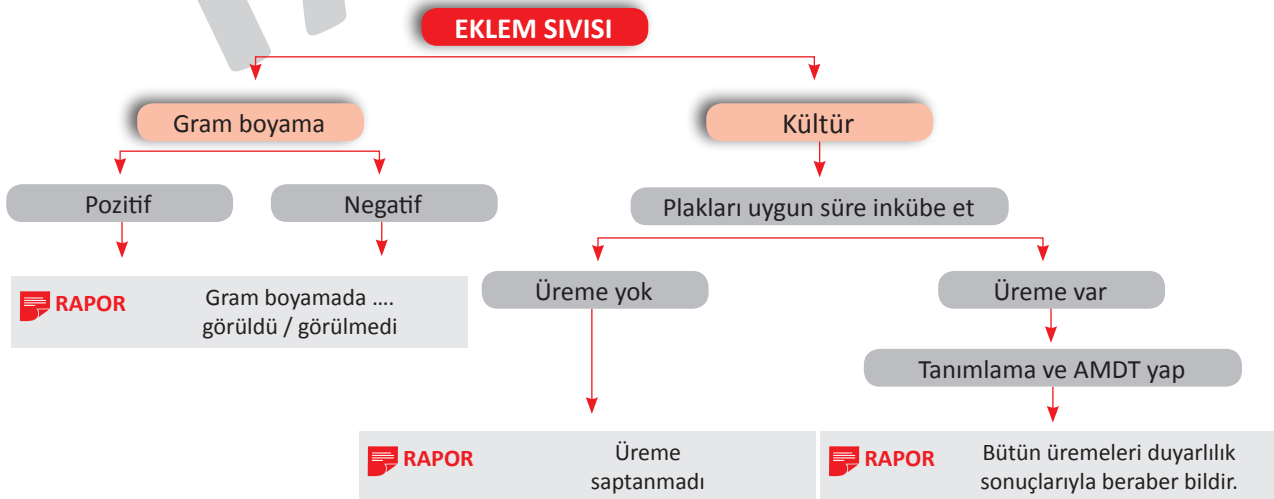 EKLEM SIVISI
Gram boyama
Kültür
Pozitif
Negatif
Plakları uygun süre inkübe et
RAPOR
Gram boyamada ....
görüldü / görülmedi
Üreme yok
Üreme var
Tanımlama ve AMDT yap
RAPOR
Üreme
saptanmadı
RAPOR
Bütün üremeleri duyarlılık
sonuçlarıyla beraber bildir.